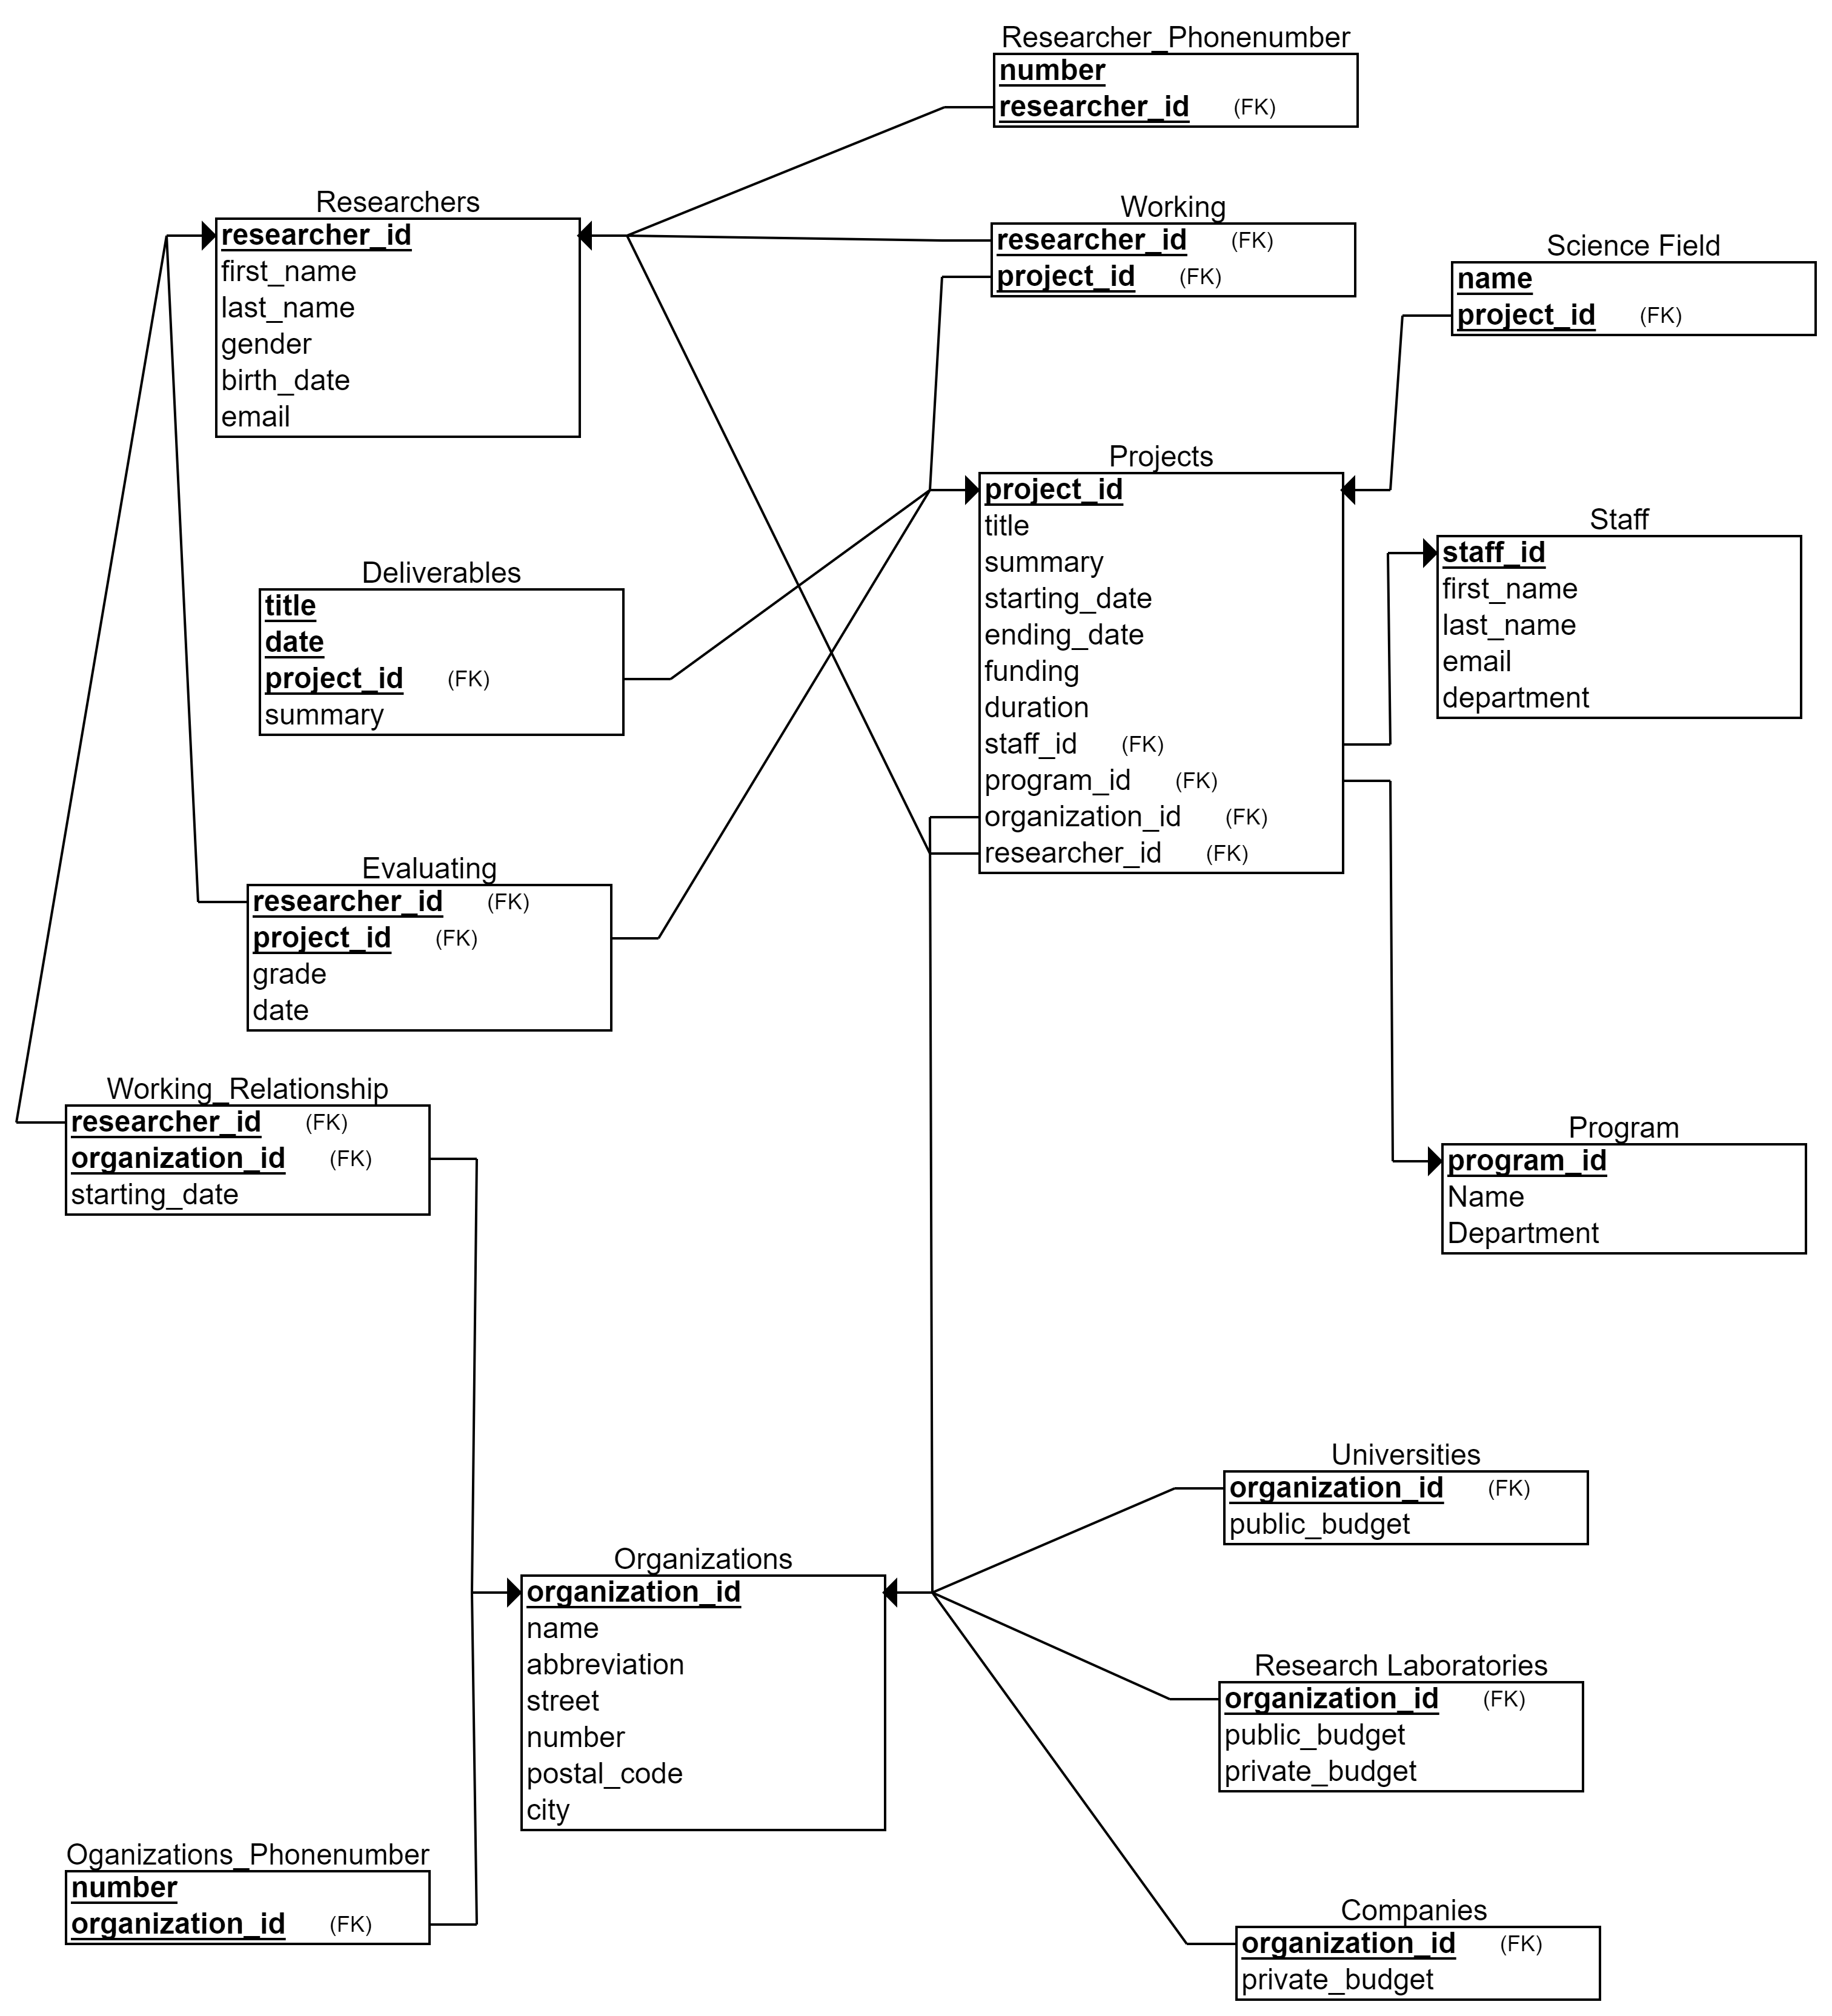 Researcher_Phonenumber
number
researcher_id (FK)
Researchers
researcher_id
first_name
last_name
gender
birth_date
email
Working
researcher_id (FK)
project_id (FK)
Science Field
name
project_id (FK)
Projects
project_id
title
summary
starting_date
ending_date
funding
duration
staff_id (FK)
program_id (FK)
organization_id (FK)
researcher_id (FK)
Staff
staff_id
first_name
last_name
email
department
Deliverables
title
date
project_id (FK)
summary
Evaluating
researcher_id (FK)
project_id (FK)
grade
date
Working_Relationship
researcher_id (FK)
organization_id (FK)
starting_date
Program
program_id
Name
Department
Universities
organization_id (FK)
public_budget
Organizations
organization_id
name
abbreviation
street
number
postal_code
city
Research Laboratories
organization_id (FK)
public_budget
private_budget
Oganizations_Phonenumber
number
organization_id (FK)
Companies
organization_id (FK)
private_budget